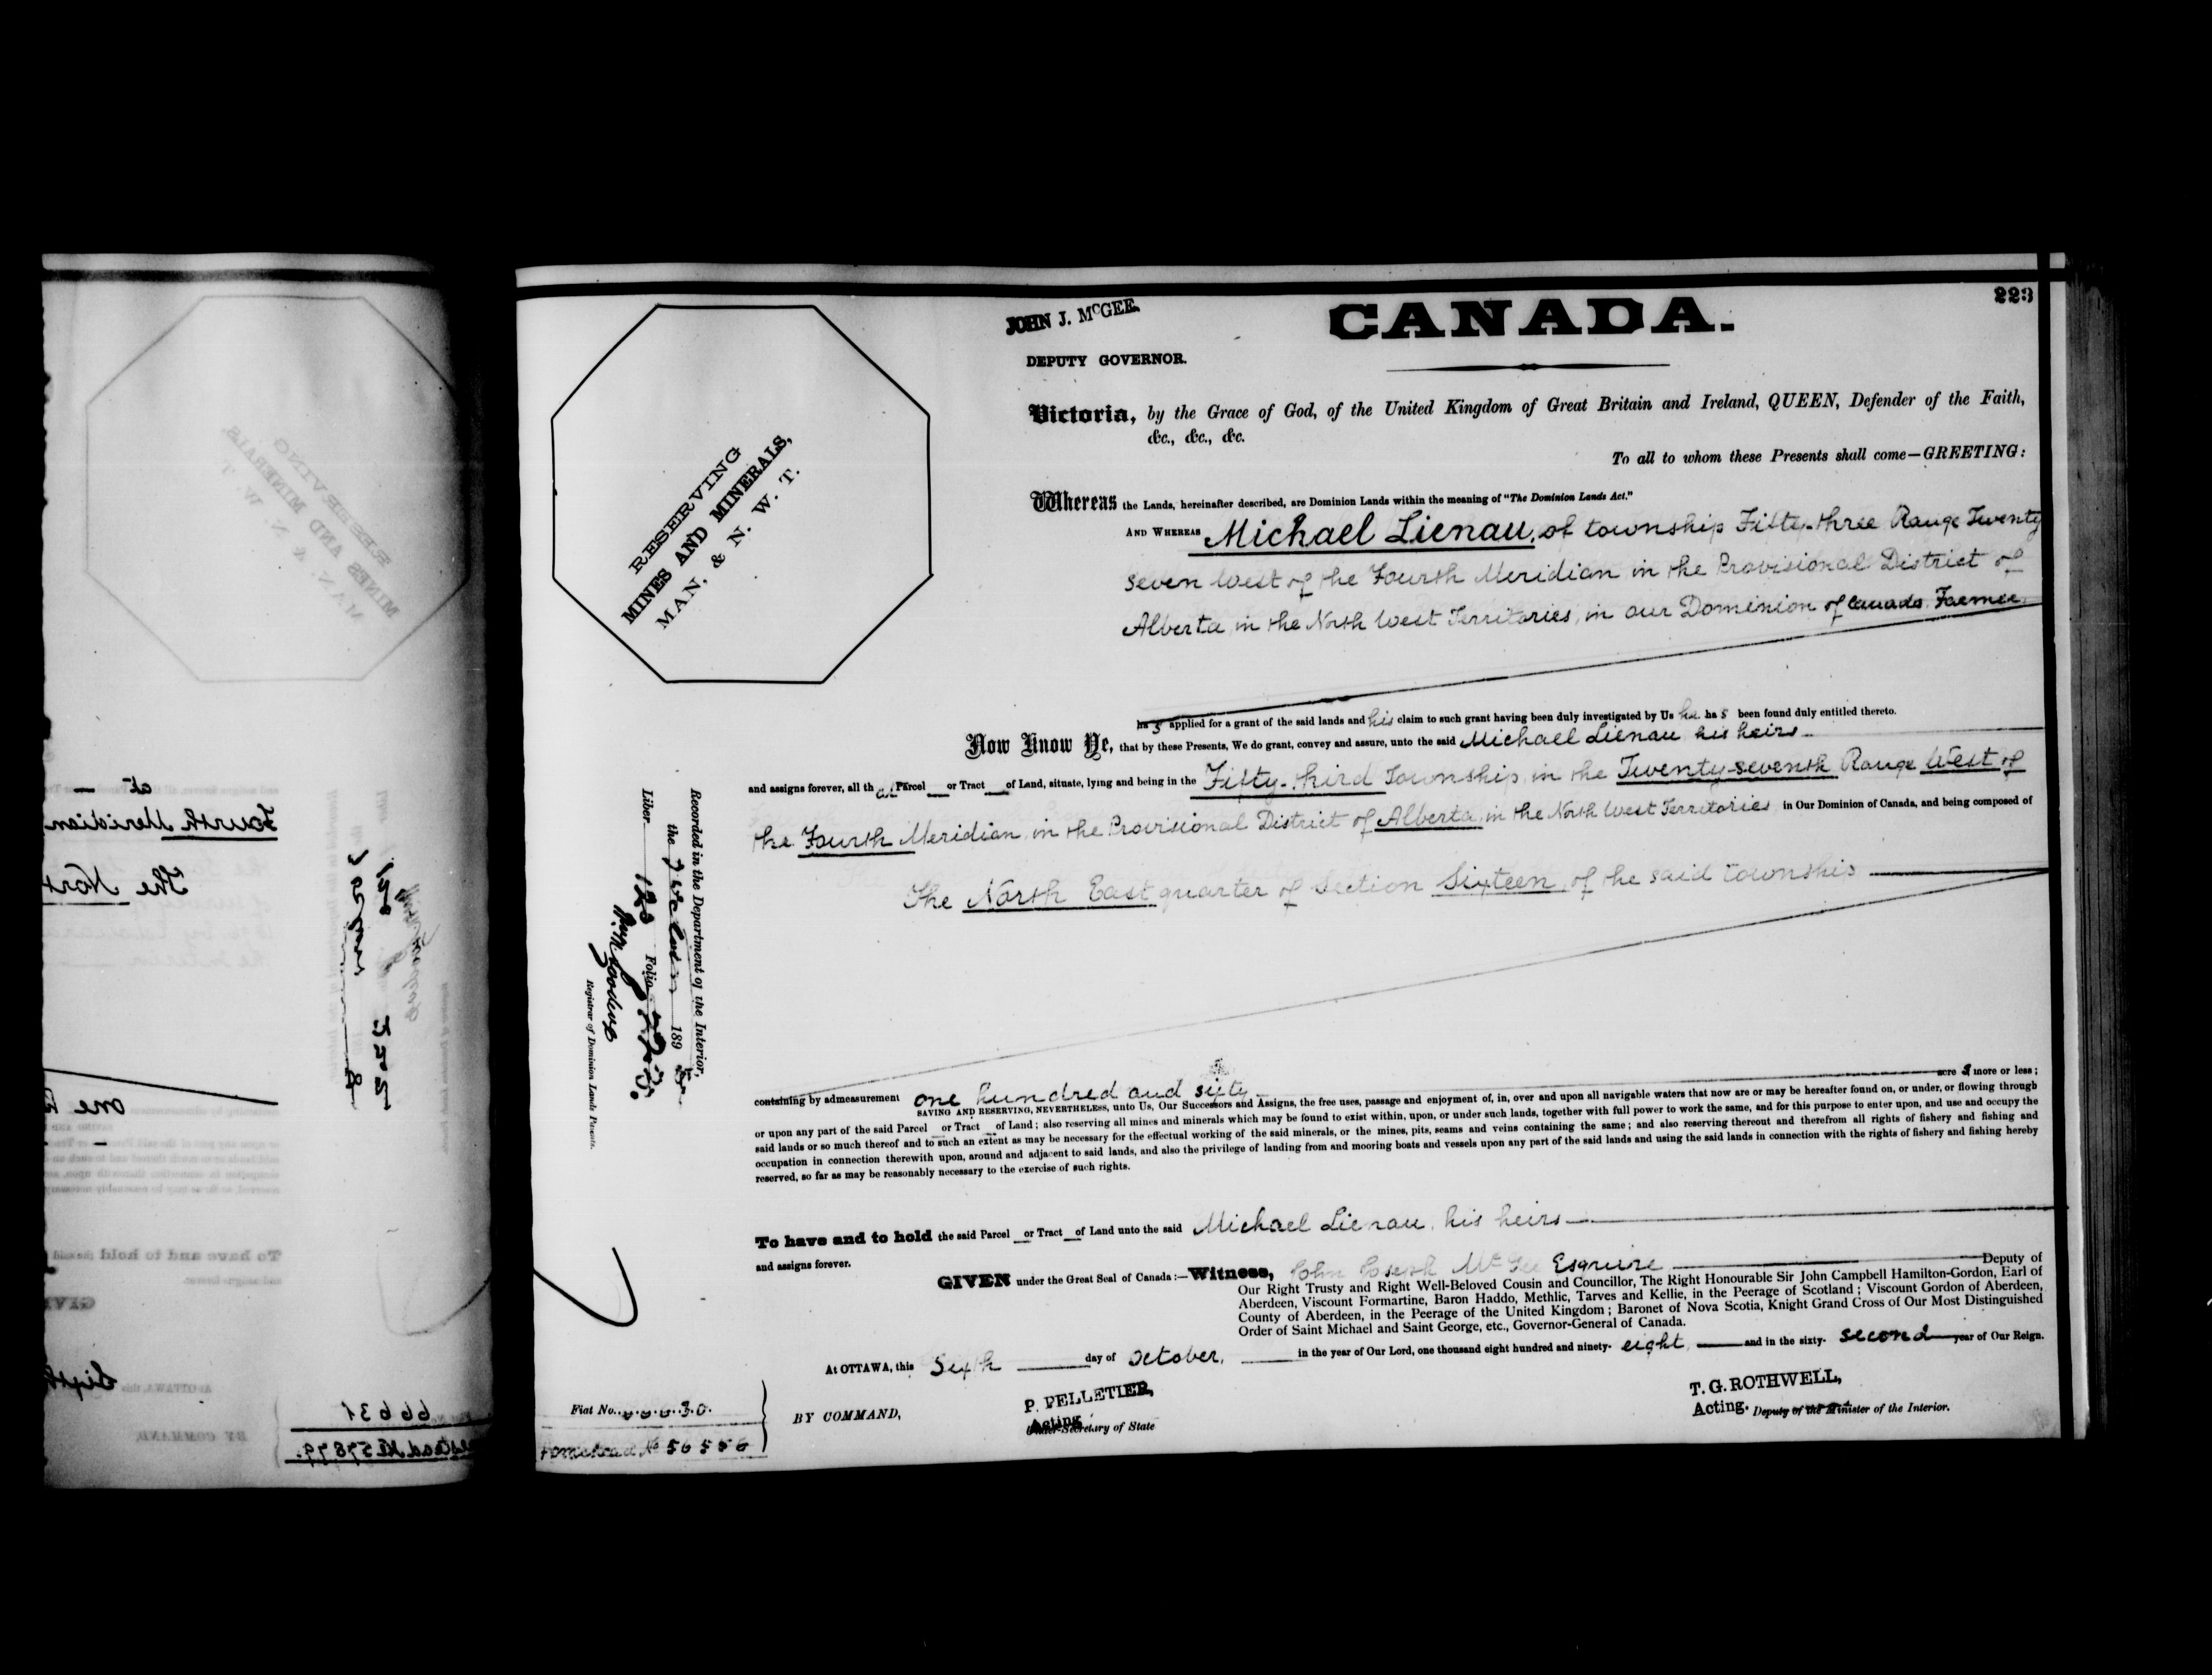 223
JOHN J. McGEE.
CANADA.
DEPUTY GOVERNOR.
Victoria, by the Grace of God, of the United Kingdom of Great Britain and Ireland, QUEEN, Defender of the Faith,
&c., &c., &c.
To all to whom these Presents shall come—GREETING:
RESERVING
MINES AND MINERALS,
MAN, & N. W. T.
Whereas the Lands, hereinafter described, are Dominion Lands within the meaning of "The Dominion Lands Act."
AND WHEREAS Michael Lienau, of township Fifty-three Range Twenty
seven West of the Fourth Meridian, in the Provisional District of
Alberta, in the North West Territories, in our Dominion of Canada, Farmer,
has applied for a grant of the said lands and his claim to such grant having been duly investigated by Us he has been found duly entitled thereto.
Now Know Ye, that by these Presents, We do grant, convey and assure, unto the said Michael Lienau his heirs
and assigns forever, all that Parcel or Tract of Land, situate, lying and being in the Fifty-third Township, in the Twenty-seventh Range West of
the Fourth Meridian, in the Provisional District of Alberta, in the North West Territories, in Our Dominion of Canada, and being composed of
The North East quarter of Section Sixteen, of the said township
Recorded in the Department of the Interior,
the 189
Liber 123 Folio
Registrar of Dominion Lands Patents.
containing by admeasurement one hundred and sixty acres more or less;
SAVING AND RESERVING, NEVERTHELESS, unto Us, Our Successors and Assigns, the free uses, passage and enjoyment of, in, over and upon all navigable waters that now are or may be hereafter found on, or under, or flowing through
or upon any part of the said Parcel or Tract of Land; also reserving all mines and minerals which may be found to exist within, upon, or under such lands, together with full power to work the same, and for this purpose to enter upon, and use and occupy the
said lands or so much thereof and to such an extent as may be necessary for the effectual working of the said minerals, or the mines, pits, seams and veins containing the same; and also reserving thereout and therefrom all rights of fishery and fishing and
occupation in connection therewith upon, around and adjacent to said lands, and also the privilege of landing from and mooring boats and vessels upon any part of the said lands and using the said lands in connection with the rights of fishery and fishing hereby
reserved, so far as may be reasonably necessary to the exercise of such rights.
To have and to hold the said Parcel or Tract of Land unto the said Michael Lienau, his heirs
and assigns forever.
GIVEN under the Great Seal of Canada:—Witness, John Joseph McGee Esquire Deputy of
Our Right Trusty and Right Well-Beloved Cousin and Councillor, The Right Honourable Sir John Campbell Hamilton-Gordon, Earl of
Aberdeen, Viscount Formartine, Baron Haddo, Methlic, Tarves and Kellie, in the Peerage of Scotland; Viscount Gordon of Aberdeen,
County of Aberdeen, in the Peerage of the United Kingdom; Baronet of Nova Scotia, Knight Grand Cross of Our Most Distinguished
Order of Saint Michael and Saint George, etc., Governor-General of Canada.
At OTTAWA, this Sixth day of October, in the year of Our Lord, one thousand eight hundred and ninety-eight, and in the sixty-second year of Our Reign.
Fiat No.
BY COMMAND,
P. PELLETIER,
Acting
Under-Secretary of State
T. G. ROTHWELL,
Acting. Deputy of the Minister of the Interior.
Homestead No 56556